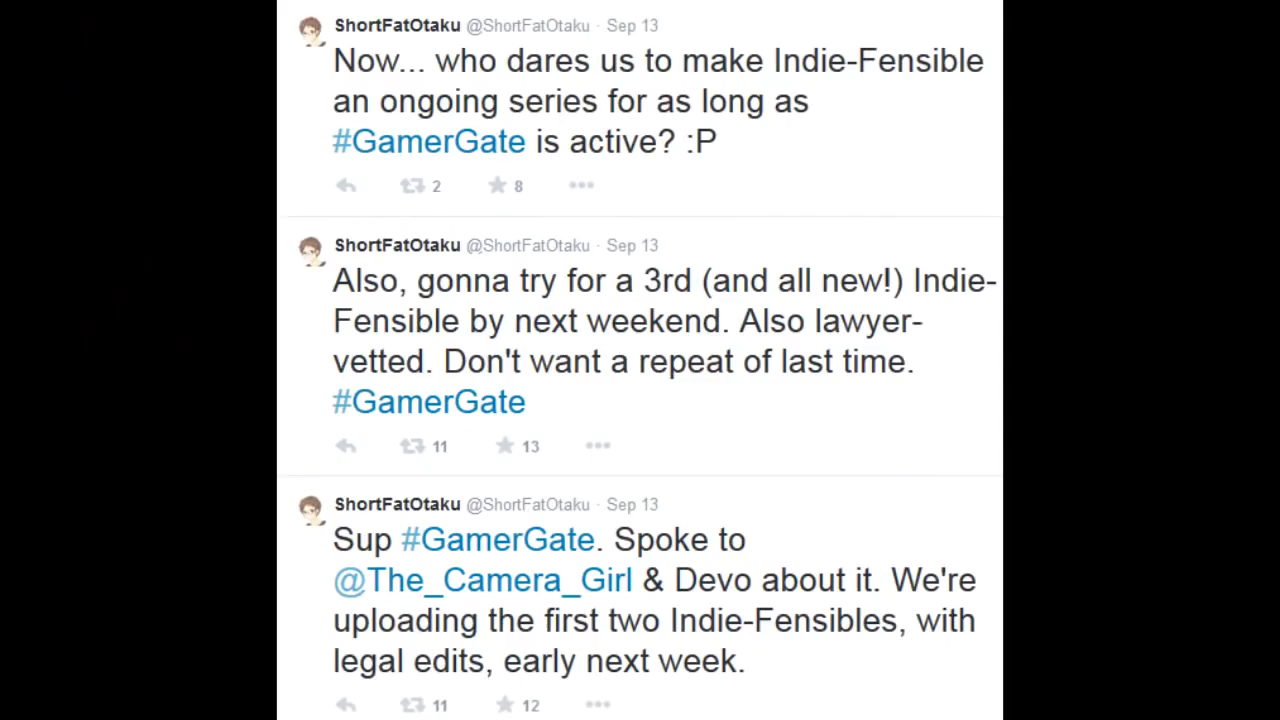 ShortFatOtaku @ShortFatOtaku · Sep 13
Now... who dares us to make Indie-Fensible
an ongoing series for as long as
#GamerGate is active? :P
2 8
ShortFatOtaku @ShortFatOtaku · Sep 13
Also, gonna try for a 3rd (and all new!) Indie-
Fensible by next weekend. Also lawyer-
vetted. Don't want a repeat of last time.
#GamerGate
11 13
ShortFatOtaku @ShortFatOtaku · Sep 13
Sup #GamerGate. Spoke to
@The_Camera_Girl & Devo about it. We're
uploading the first two Indie-Fensibles, with
legal edits, early next week.
11 12